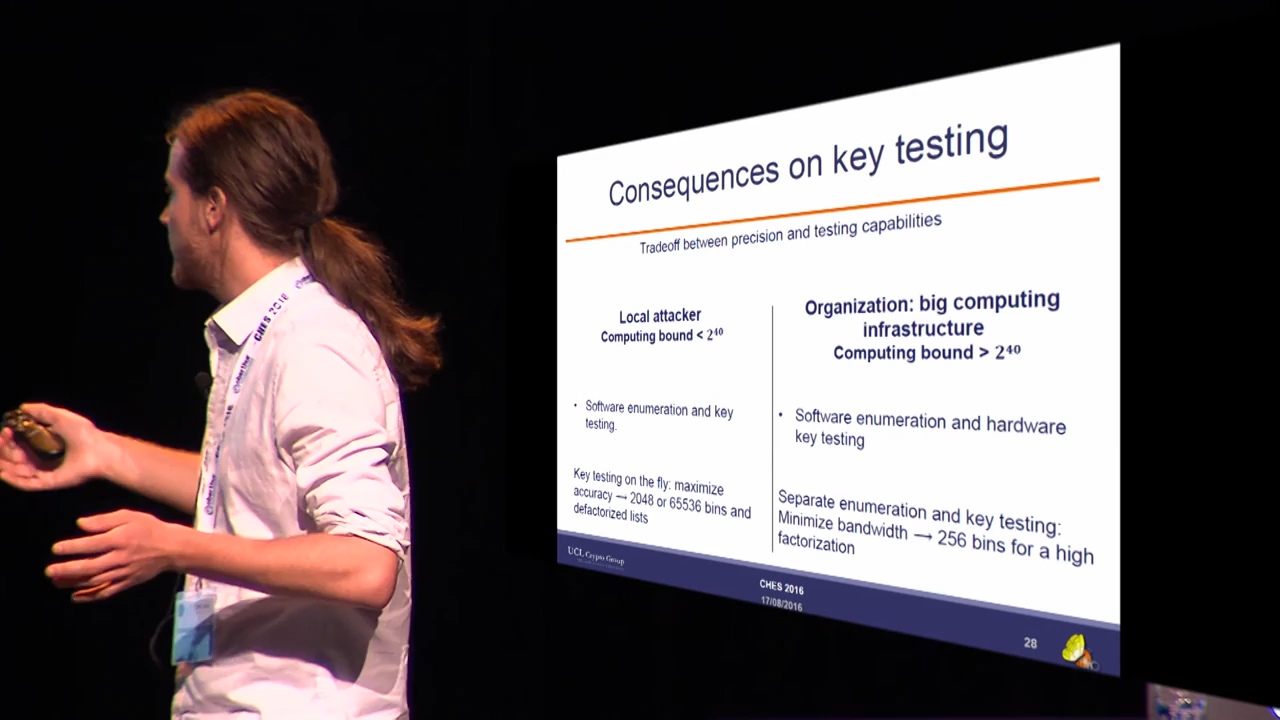 Consequences on key testing
Tradeoff between precision and testing capabilities
Local attacker
Computing bound < 2⁴⁰
• Software enumeration and key
testing.
Key testing on the fly: maximize
accuracy → 2048 or 65536 bins and
defactorized lists
Organization: big computing
infrastructure
Computing bound > 2⁴⁰
• Software enumeration and hardware
key testing
Separate enumeration and key testing:
Minimize bandwidth → 256 bins for a high
factorization
UCL Crypto Group
CHES 2016
17/08/2016
28
CHES 2016